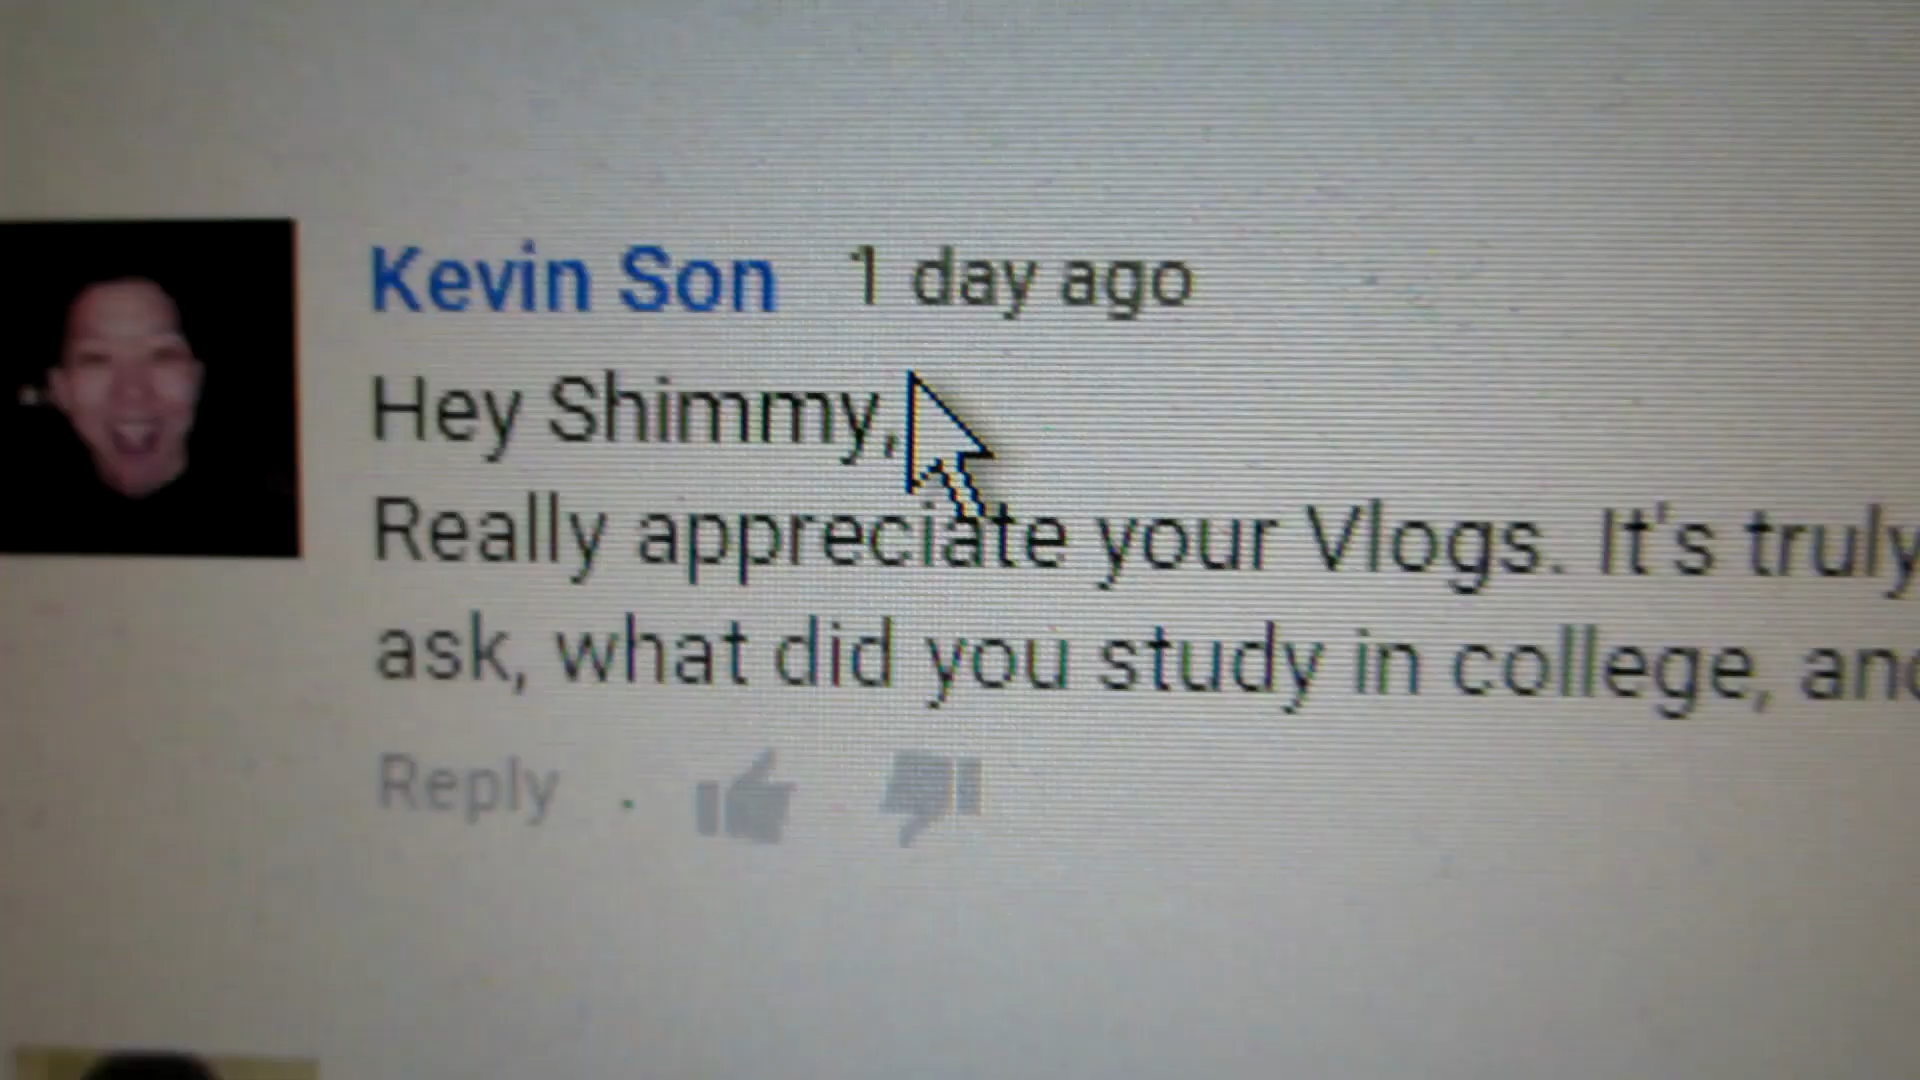 Kevin Son 1 day ago
Hey Shimmy,
Really appreciate your Vlogs. It's truly
ask, what did you study in college, and
Reply